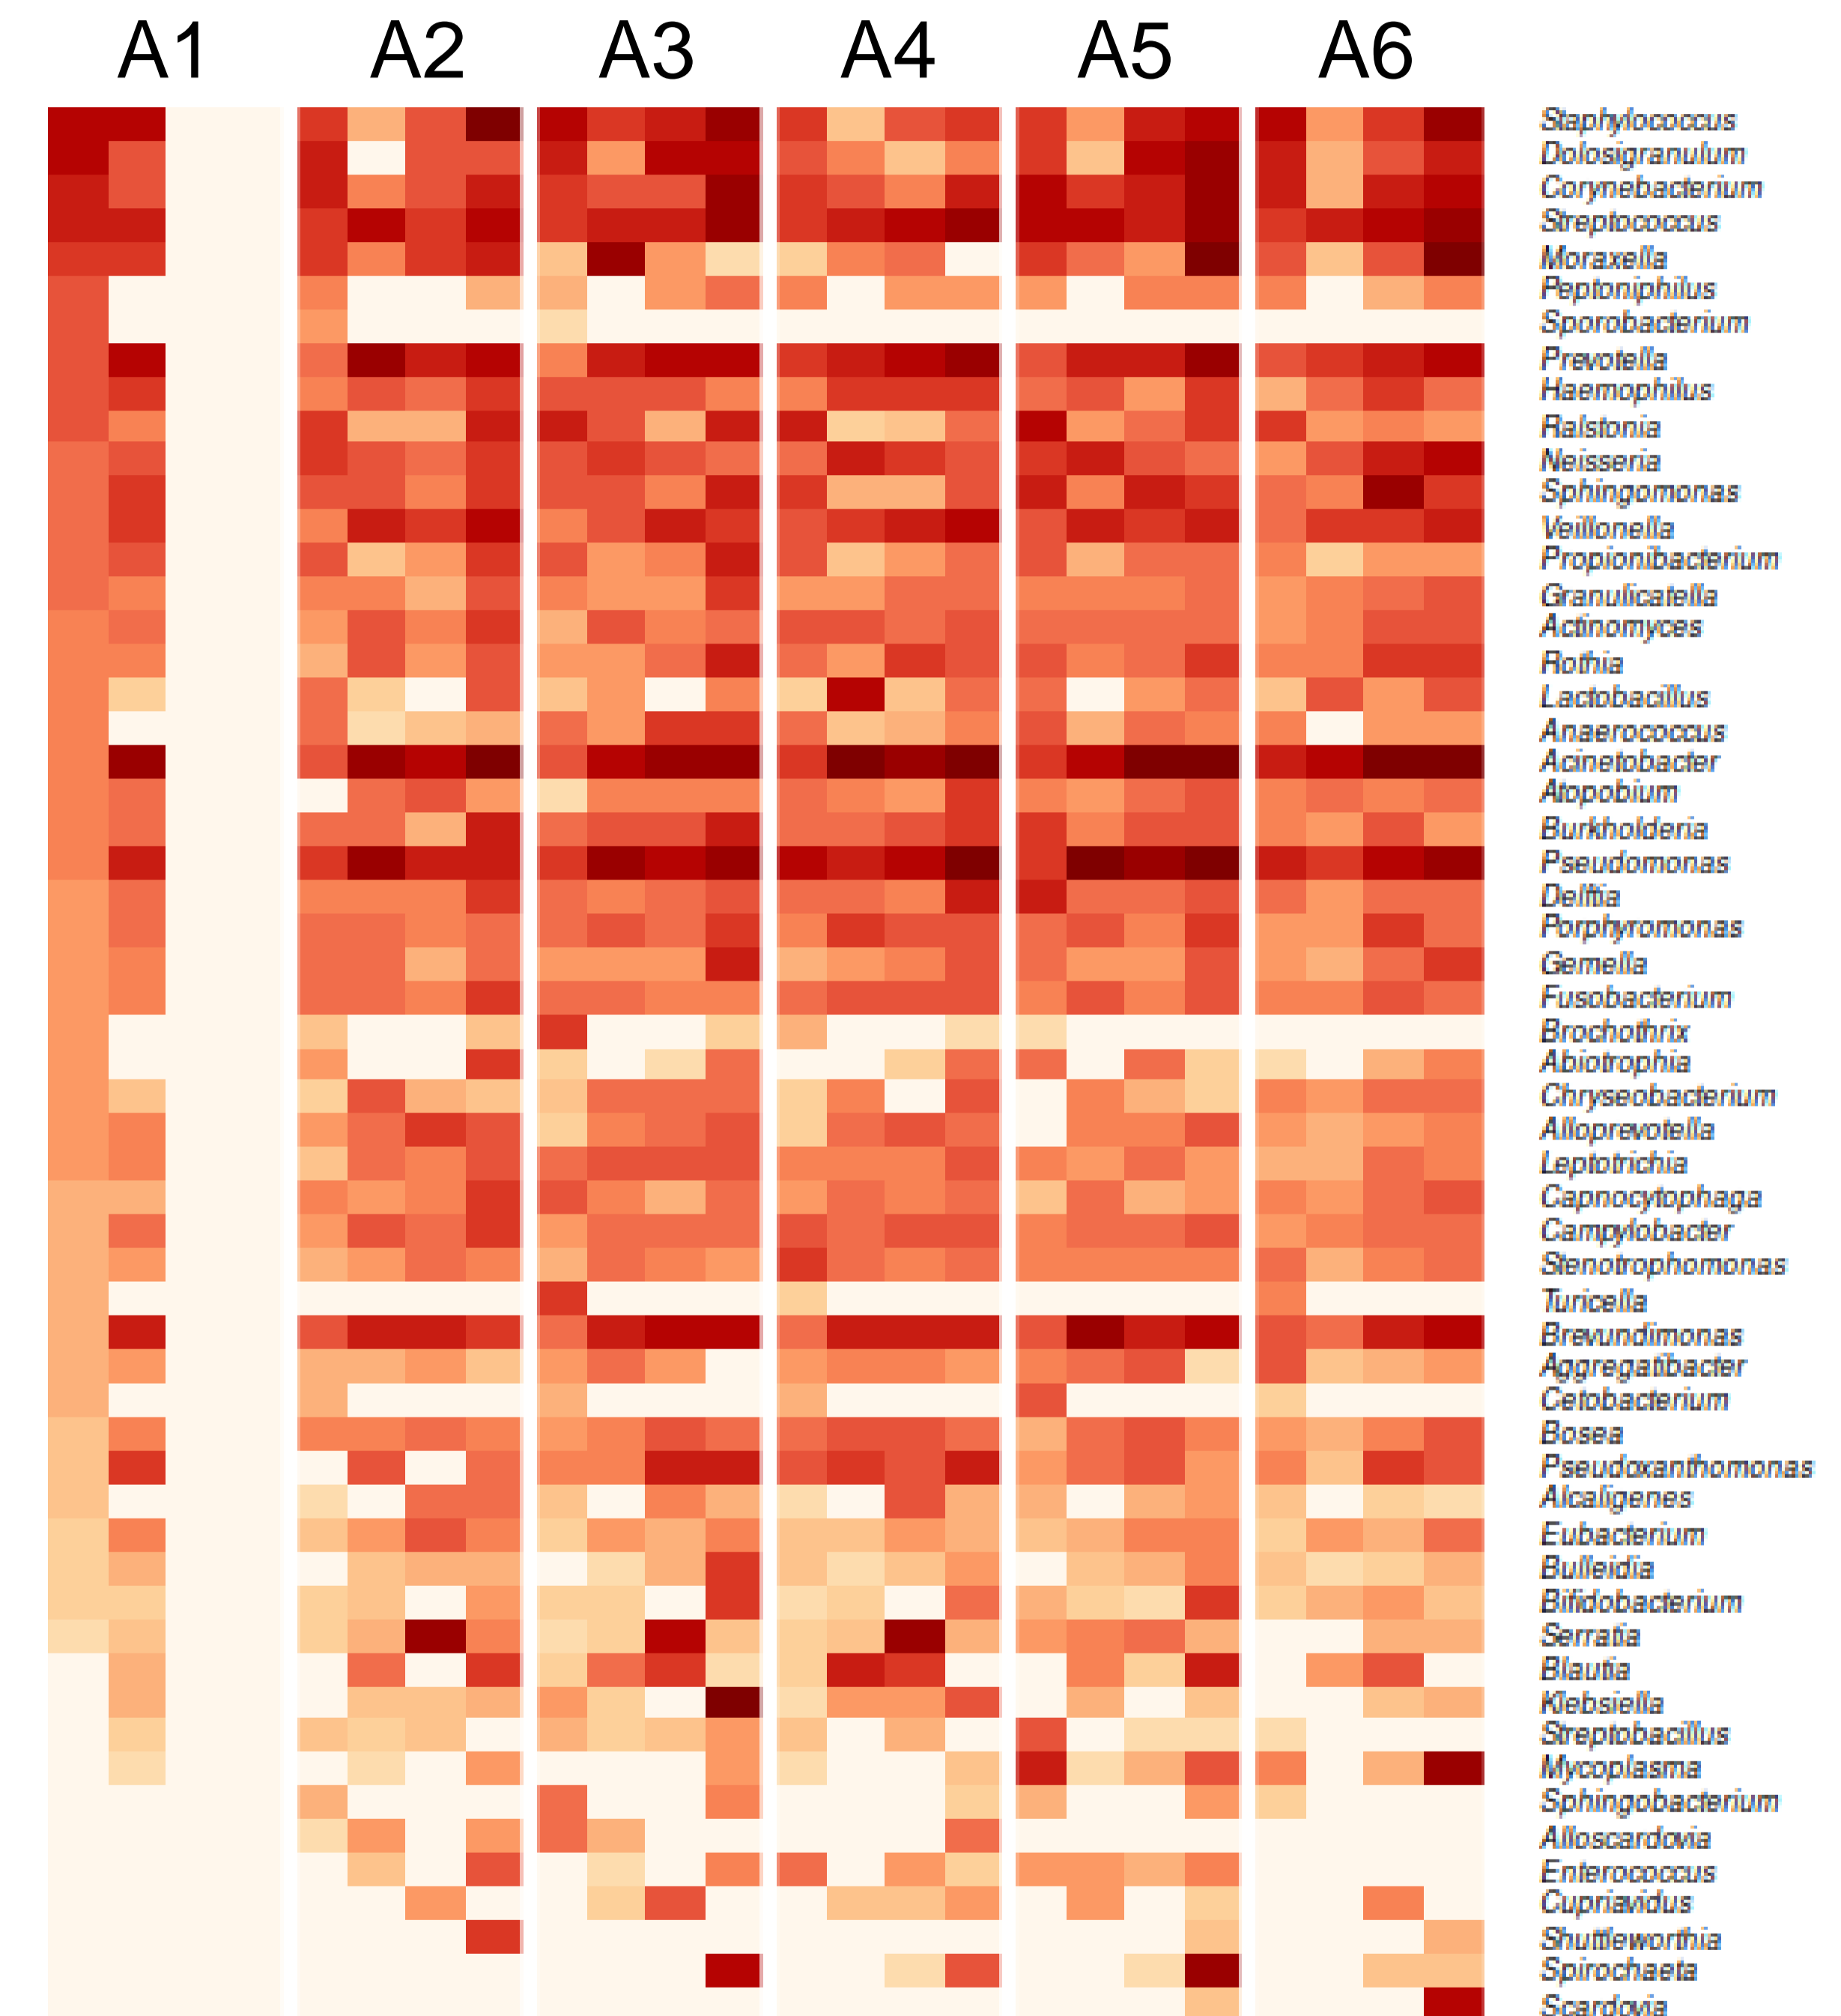 A1 A2 A3 A4 A5 A6
Staphylococcus
Dolosigranulum
Corynebacterium
Streptococcus
Moraxella
Peptoniphilus
Sporobacterium
Prevotella
Haemophilus
Ralstonia
Neisseria
Sphingomonas
Veillonella
Propionibacterium
Granulicatella
Actinomyces
Rothia
Lactobacillus
Anaerococcus
Acinetobacter
Atopobium
Burkholderia
Pseudomonas
Delftia
Porphyromonas
Gemella
Fusobacterium
Brochothrix
Abiotrophia
Chryseobacterium
Alloprevotella
Leptotrichia
Capnocytophaga
Campylobacter
Stenotrophomonas
Turicella
Brevundimonas
Aggregatibacter
Cetobacterium
Bosea
Pseudoxanthomonas
Alcaligenes
Eubacterium
Bulleidia
Bifidobacterium
Serratia
Blautia
Klebsiella
Streptobacillus
Mycoplasma
Sphingobacterium
Alloscardovia
Enterococcus
Cupriavidus
Shuttleworthia
Spirochaeta
Scardovia